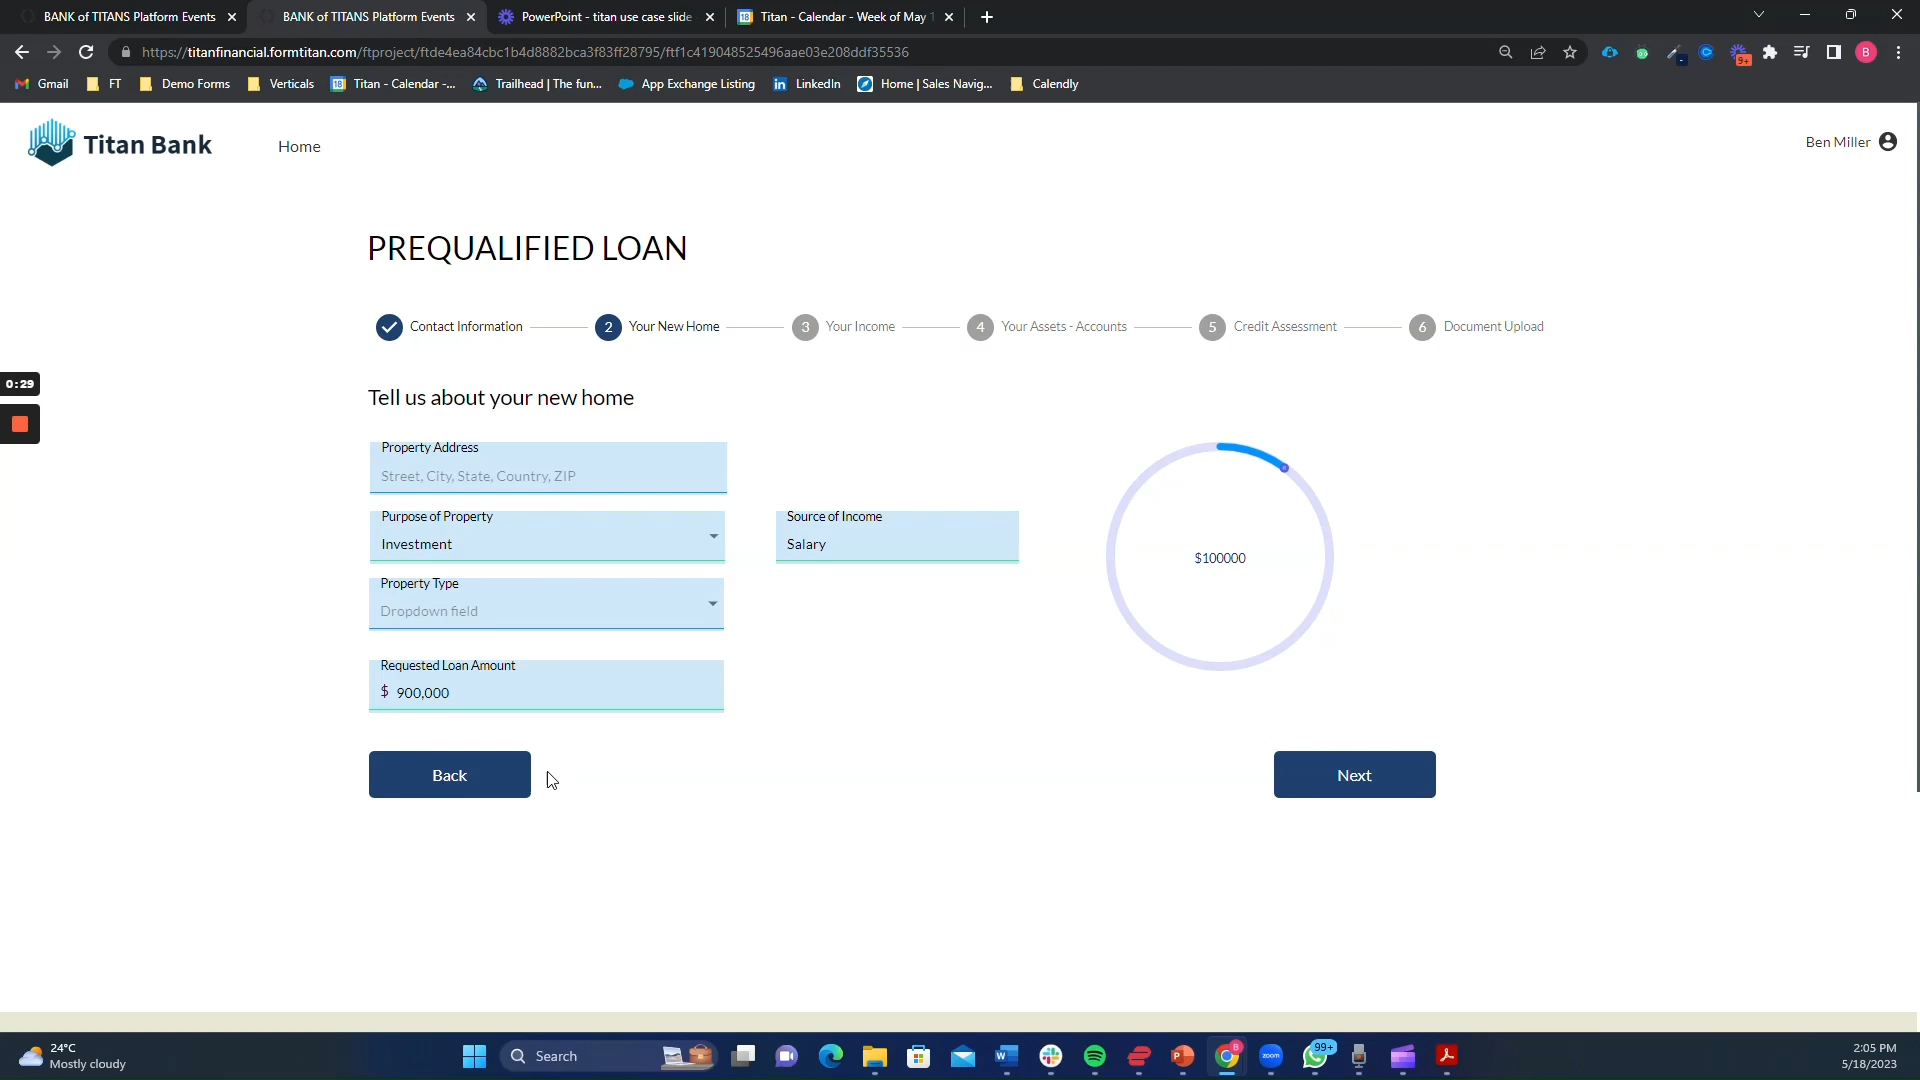 BANK of TITANS Platform Events
BANK of TITANS Platform Events
PowerPoint - titan use case slide
Titan - Calendar - Week of May 1
https://titanfinancial.formtitan.com/ftproject/ftde4ea84cbc1b4d8882bca3f83ff28795/ftf1c419048525496aae03e208ddf35536
9+
B
Gmail
FT
Demo Forms
Verticals
Titan - Calendar -...
Trailhead | The fun...
App Exchange Listing
LinkedIn
Home | Sales Navig...
Calendly
Titan Bank
Home
Ben Miller
PREQUALIFIED LOAN
Contact Information
2 Your New Home
3 Your Income
4 Your Assets - Accounts
5 Credit Assessment
6 Document Upload
0:29
Tell us about your new home
Property Address
Street, City, State, Country, ZIP
Purpose of Property
Investment
Source of Income
Salary
Property Type
Dropdown field
$100000
Requested Loan Amount
$ 900,000
Back
Next
24°C
Mostly cloudy
Search
zoom
99+
2:05 PM
5/18/2023